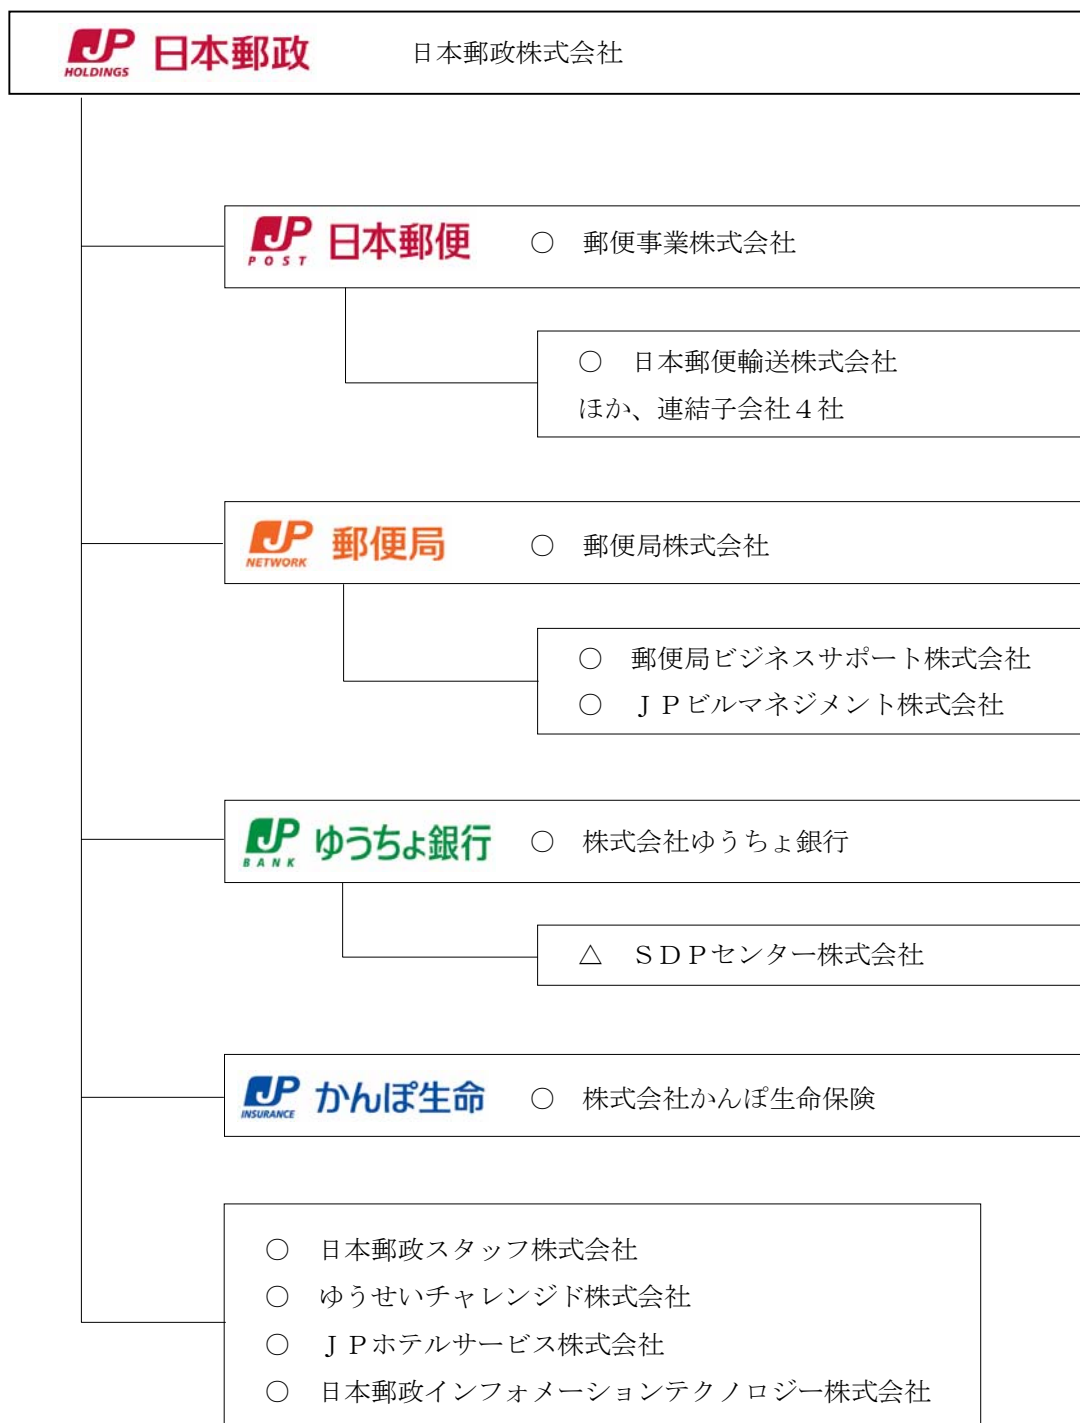 JP 日本郵政 日本郵政株式会社
HOLDINGS
JP 日本郵便 ○ 郵便事業株式会社
POST
○ 日本郵便輸送株式会社
ほか、連結子会社4社
JP 郵便局 ○ 郵便局株式会社
NETWORK
○ 郵便局ビジネスサポート株式会社
○ JPビルマネジメント株式会社
JP ゆうちょ銀行 ○ 株式会社ゆうちょ銀行
BANK
△ SDPセンター株式会社
JP かんぽ生命 ○ 株式会社かんぽ生命保険
INSURANCE
○ 日本郵政スタッフ株式会社
○ ゆうせいチャレンジド株式会社
○ JPホテルサービス株式会社
○ 日本郵政インフォメーションテクノロジー株式会社